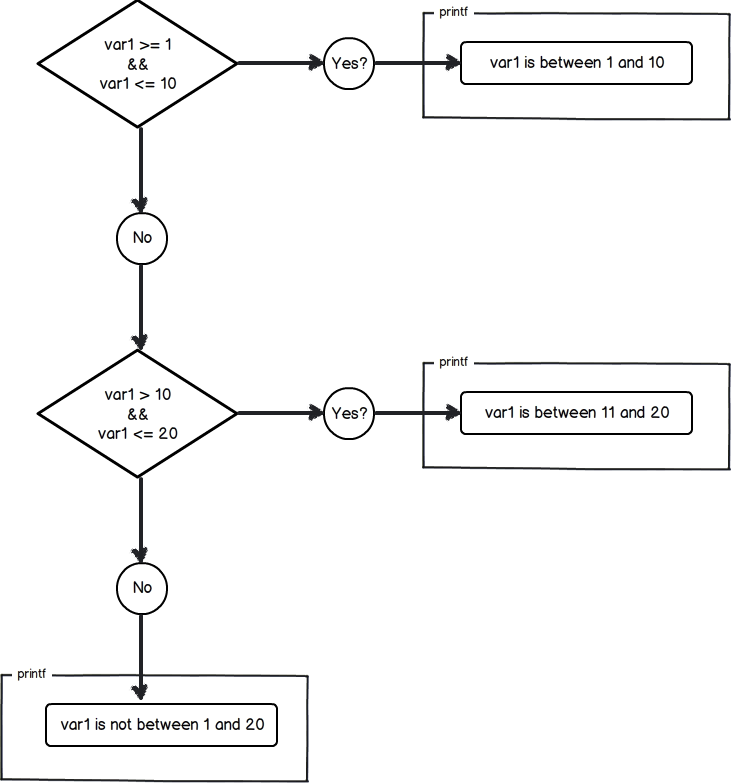 printf
var1 >= 1
&&
var1 <= 10
Yes?
var1 is between 1 and 10
No
printf
var1 > 10
&&
var1 <= 20
Yes?
var1 is between 11 and 20
No
printf
var1 is not between 1 and 20